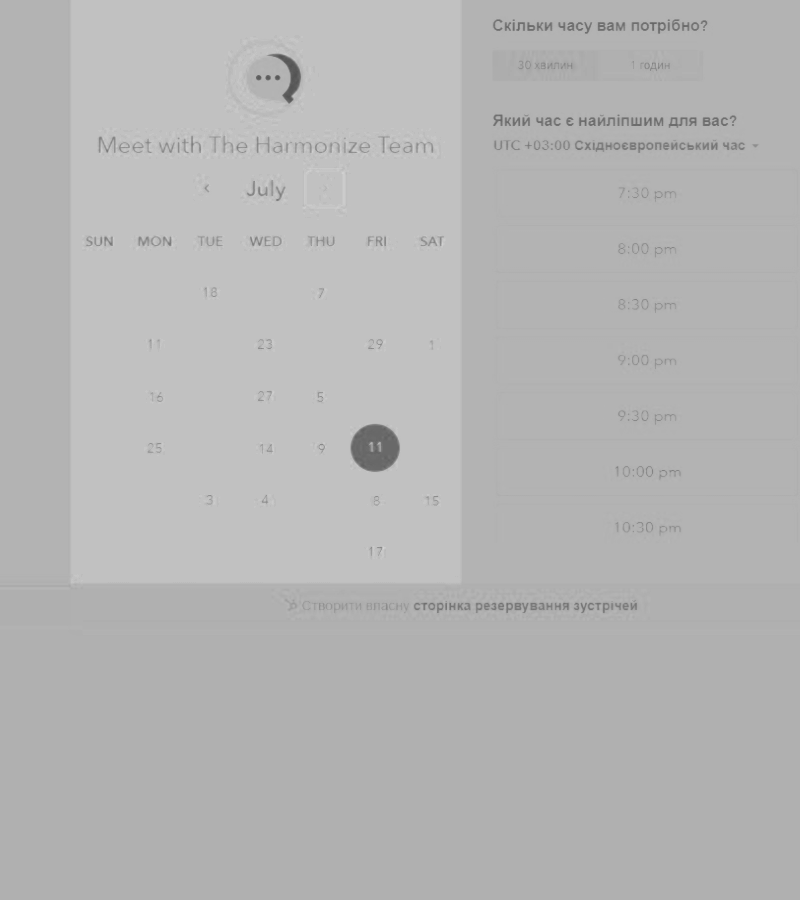 Meet with The Harmonize Team
July
SUN MON TUE WED THU FRI SAT
18 7
11 23 29 1
16 27 5
25 14 9 11
3 4 8 15
17
Скільки часу вам потрібно?
30 хвилин 1 годин
Який час є найліпшим для вас?
UTC +03:00 Східноєвропейський час
7:30 pm
8:00 pm
8:30 pm
9:00 pm
9:30 pm
10:00 pm
10:30 pm
Створити власну сторінка резервування зустрічей